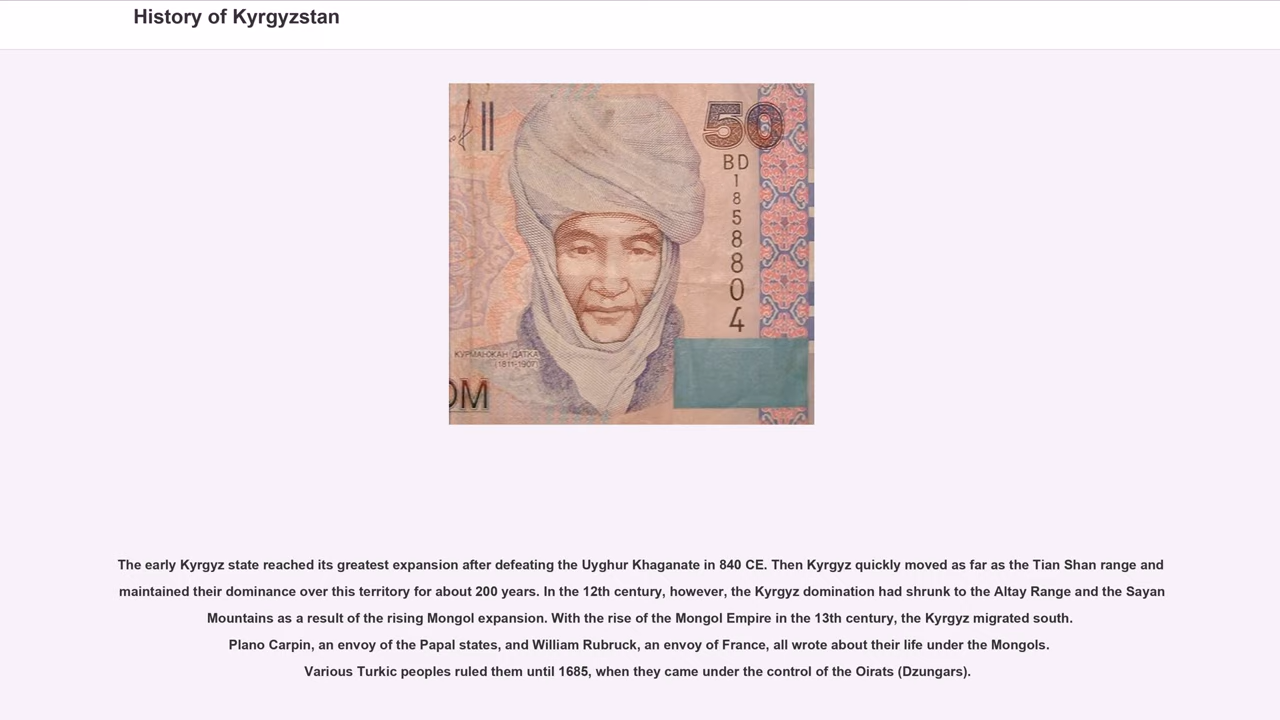 History of Kyrgyzstan
50
BD
1
8
5
8
8
0
4
КУРМАНЖАН ДАТКА
(1811-1907)
ОМ
The early Kyrgyz state reached its greatest expansion after defeating the Uyghur Khaganate in 840 CE. Then Kyrgyz quickly moved as far as the Tian Shan range and
maintained their dominance over this territory for about 200 years. In the 12th century, however, the Kyrgyz domination had shrunk to the Altay Range and the Sayan
Mountains as a result of the rising Mongol expansion. With the rise of the Mongol Empire in the 13th century, the Kyrgyz migrated south.
Plano Carpin, an envoy of the Papal states, and William Rubruck, an envoy of France, all wrote about their life under the Mongols.
Various Turkic peoples ruled them until 1685, when they came under the control of the Oirats (Dzungars).